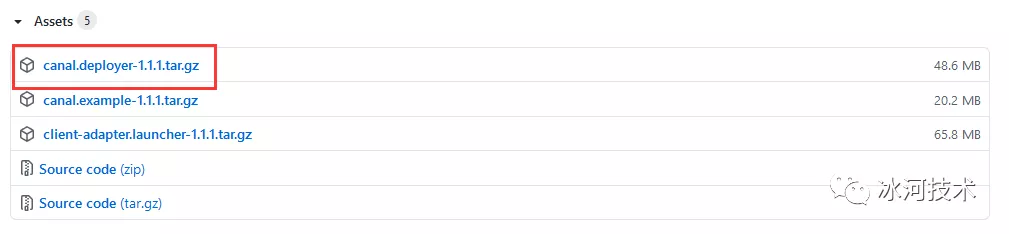 Assets 5
canal.deployer-1.1.1.tar.gz 48.6 MB
canal.example-1.1.1.tar.gz 20.2 MB
client-adapter.launcher-1.1.1.tar.gz 65.8 MB
Source code (zip)
Source code (tar.gz)
冰河技术